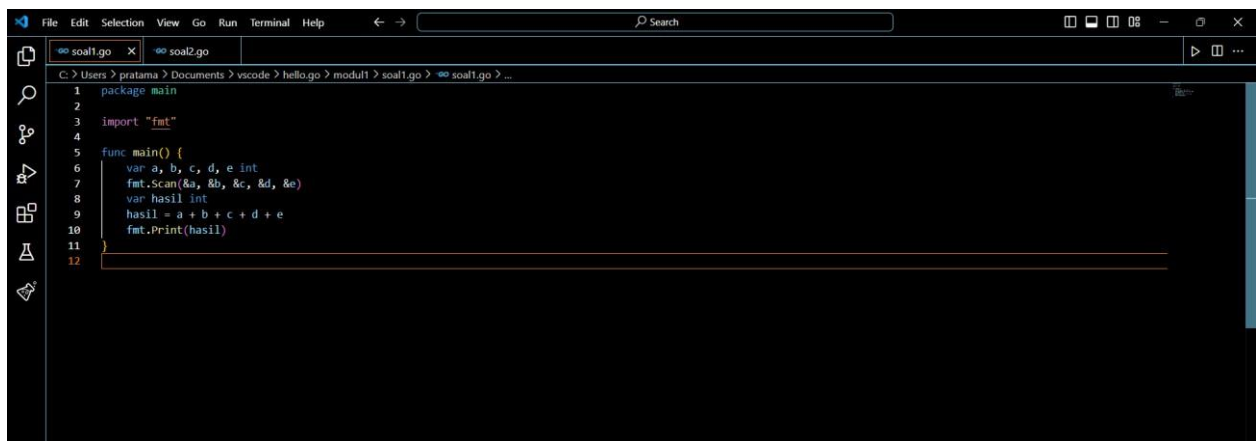 File Edit Selection View Go Run Terminal Help Search
soal1.go soal2.go
C: > Users > pratama > Documents > vscode > hello.go > modul1 > soal1.go > soal1.go > ...
1 package main
2
3 import "fmt"
4
5 func main() {
6 var a, b, c, d, e int
7 fmt.Scan(&a, &b, &c, &d, &e)
8 var hasil int
9 hasil = a + b + c + d + e
10 fmt.Print(hasil)
11 }
12